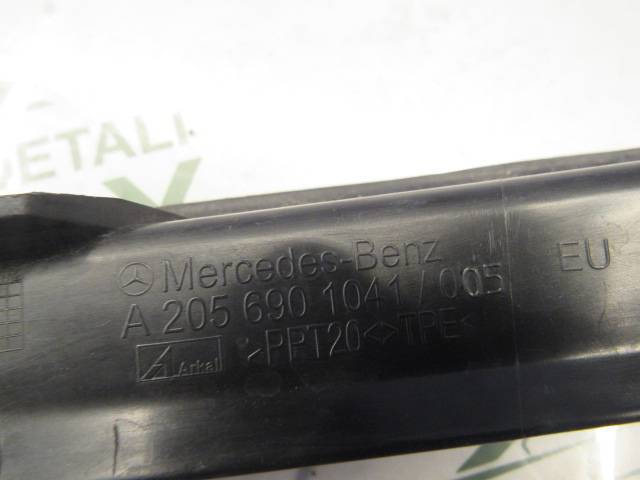 DETALI
Mercedes-Benz
A 205 690 1041 / 005 EU
>PPT20<>TPE<
Arkal